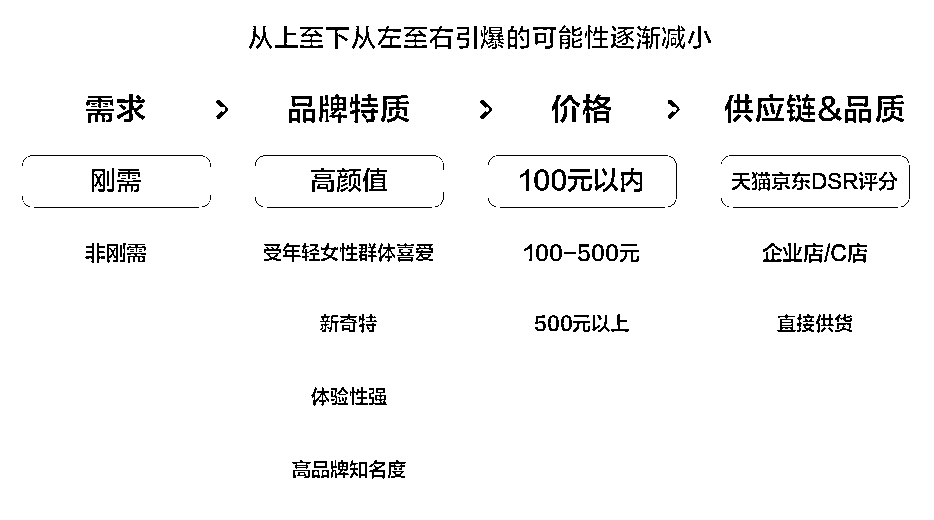 从上至下从左至右引爆的可能性逐渐减小
需求 > 品牌特质 > 价格 > 供应链&品质
刚需 高颜值 100元以内 天猫京东DSR评分
非刚需 受年轻女性群体喜爱 100-500元 企业店/C店
新奇特 500元以上 直接供货
体验性强
高品牌知名度